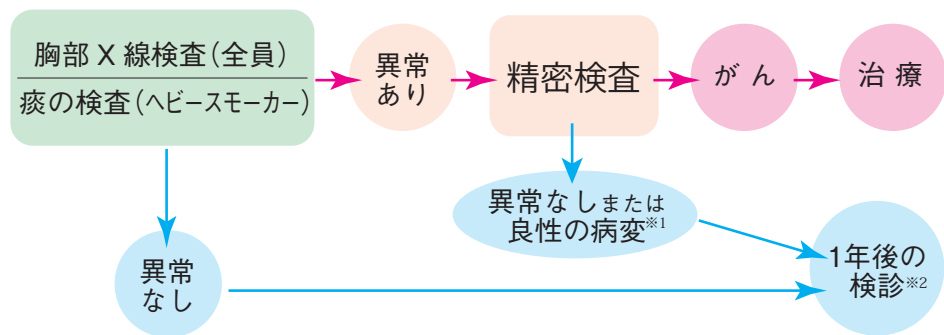 胸部 X 線検査(全員)
痰の検査(ヘビースモーカー)
異常
あり
精密検査
がん
治療
異常なしまたは
良性の病変※1
異常
なし
1年後の
検診※2